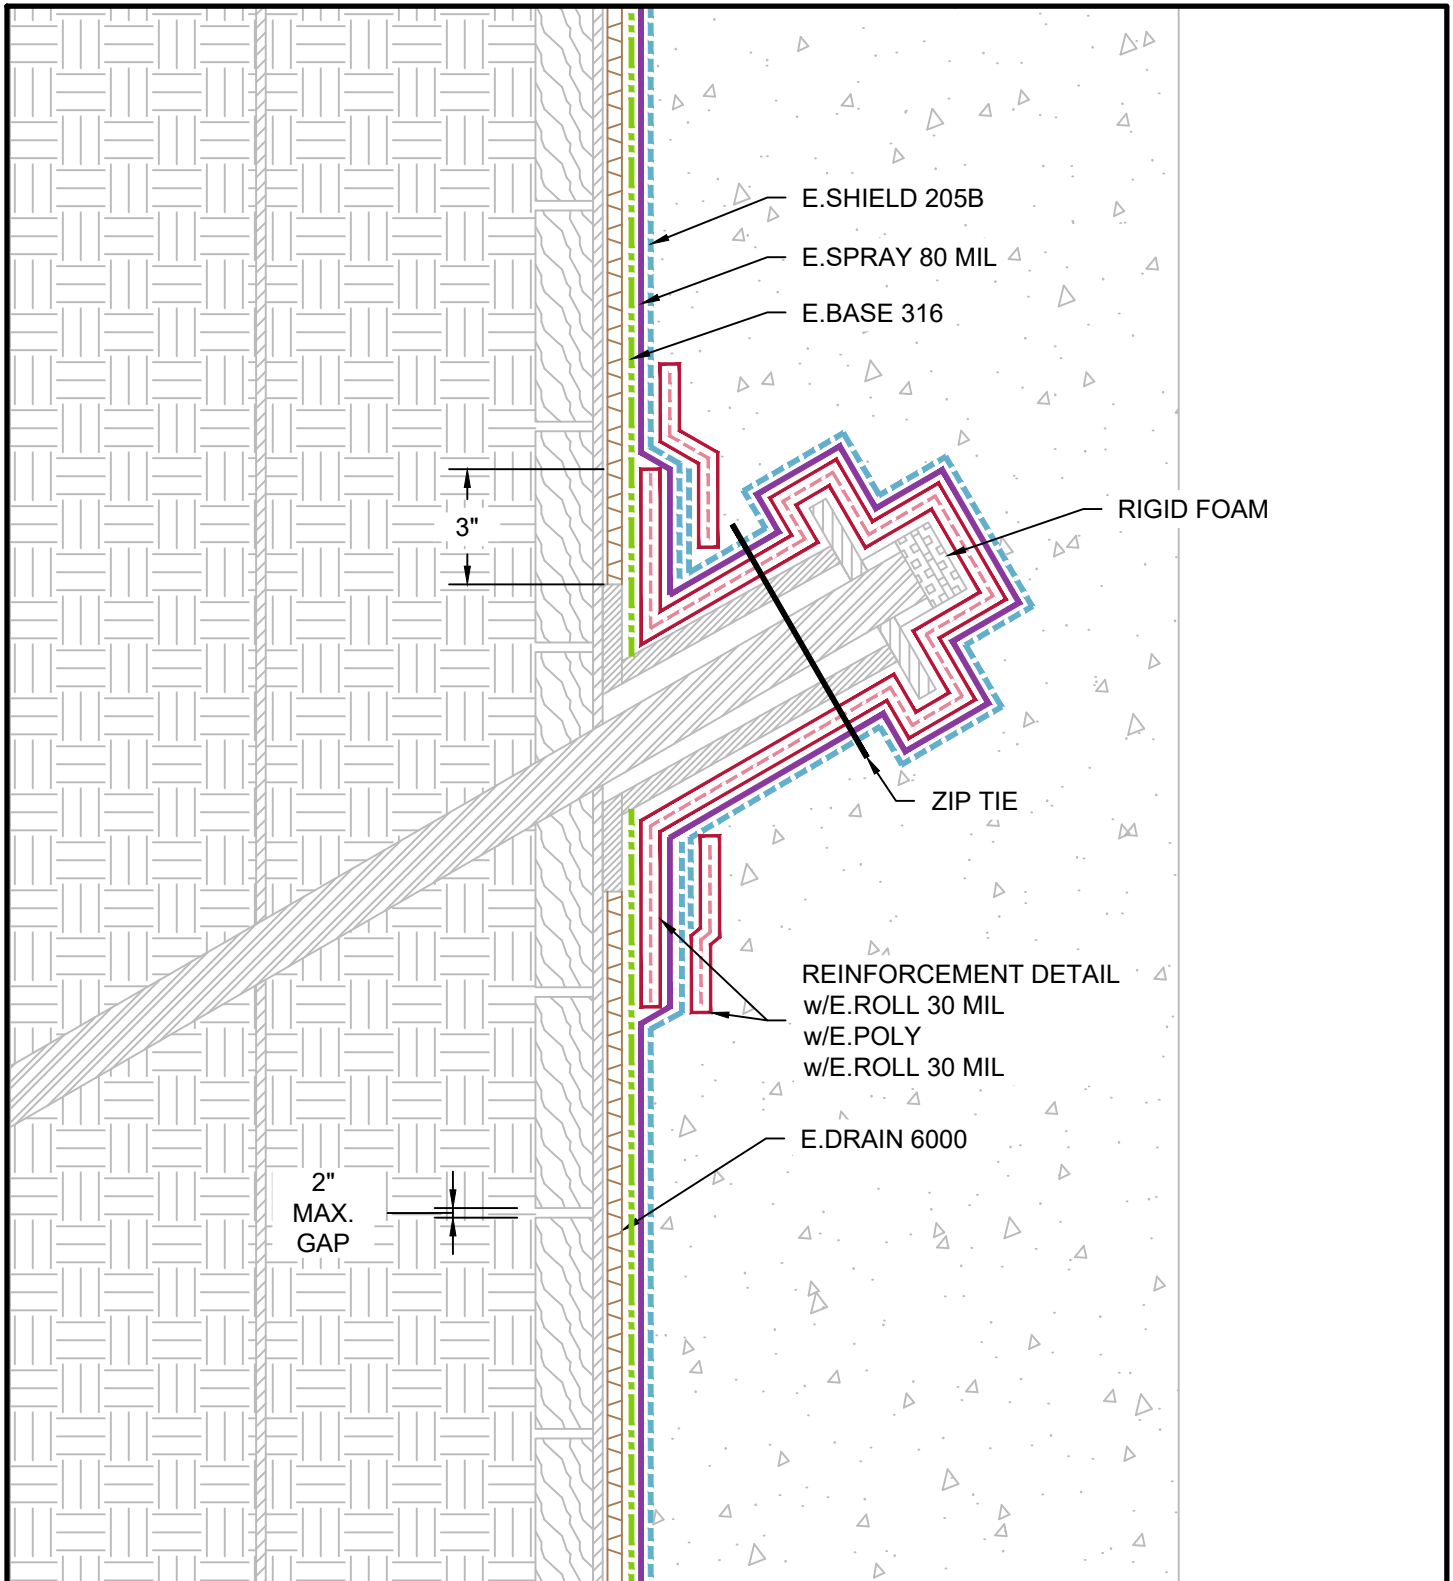 E.SHIELD 205B
E.SPRAY 80 MIL
E.BASE 316
3"
RIGID FOAM
ZIP TIE
REINFORCEMENT DETAIL
w/E.ROLL 30 MIL
w/E.POLY
w/E.ROLL 30 MIL
E.DRAIN 6000
2"
MAX.
GAP